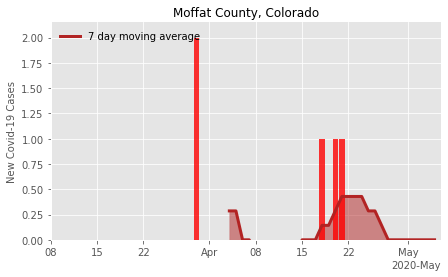 Moffat County, Colorado
7 day moving average
New Covid-19 Cases
2.00
1.75
1.50
1.25
1.00
0.75
0.50
0.25
0.00
08 15 22 Apr 08 15 22 May
2020-May